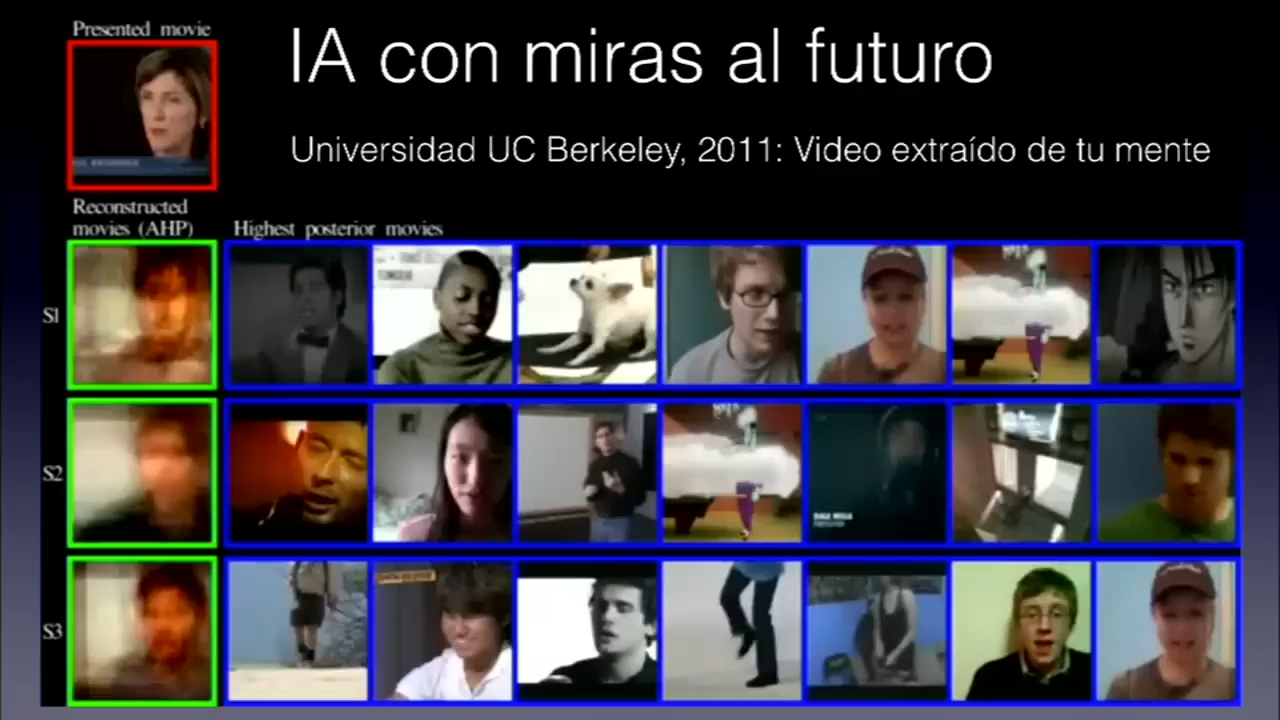 Presented movie
IA con miras al futuro
Universidad UC Berkeley, 2011: Video extraído de tu mente
Reconstructed
movies (AHP)
Highest posterior movies
S1
S2
S3